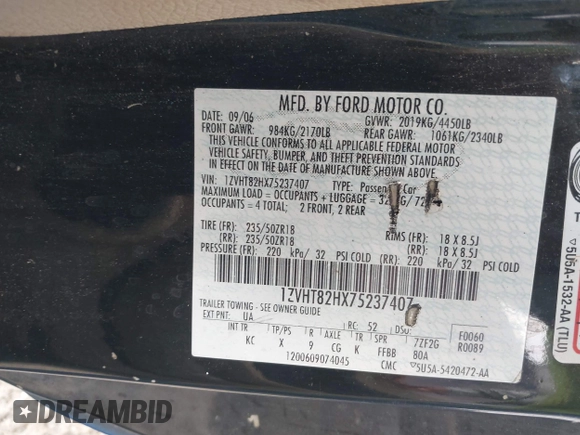 MFD. BY FORD MOTOR CO.
DATE: 09/06 GVWR: 2019KG/4450LB
FRONT GAWR: 984KG/2170LB REAR GAWR: 1061KG/2340LB
THIS VEHICLE CONFORMS TO ALL APPLICABLE FEDERAL MOTOR
VEHICLE SAFETY, BUMPER, AND THEFT PREVENTION STANDARDS
IN EFFECT ON THE DATE OF MANUFACTURE SHOWN ABOVE.
VIN: 1ZVHT82HX75237407 TYPE: Passenger Car
MAXIMUM LOAD = OCCUPANTS + LUGGAGE =
OCCUPANTS = 4 TOTAL: 2 FRONT, 2 REAR
TIRE (FR): 235/50ZR18 RIMS (FR): 18 X 8.5J
(RR): 235/50ZR18 (RR): 18 X 8.5J
PRESSURE (FR): 220 kPa/ 32 PSI COLD (RR): 220 kPa/ 32 PSI COLD
1ZVHT82HX75237407
TRAILER TOWING - SEE OWNER GUIDE
EXT PNT: UA RC: 52 DSO: F0060
INT TR TP/PS R AXLE TR SPR 7ZF2G R0089
KC X 9 CG K FFBB 80A
1200609074045 CMC 5U5A-5420472-AA
5U5A-1532-AA (TLU)
DREAMBID